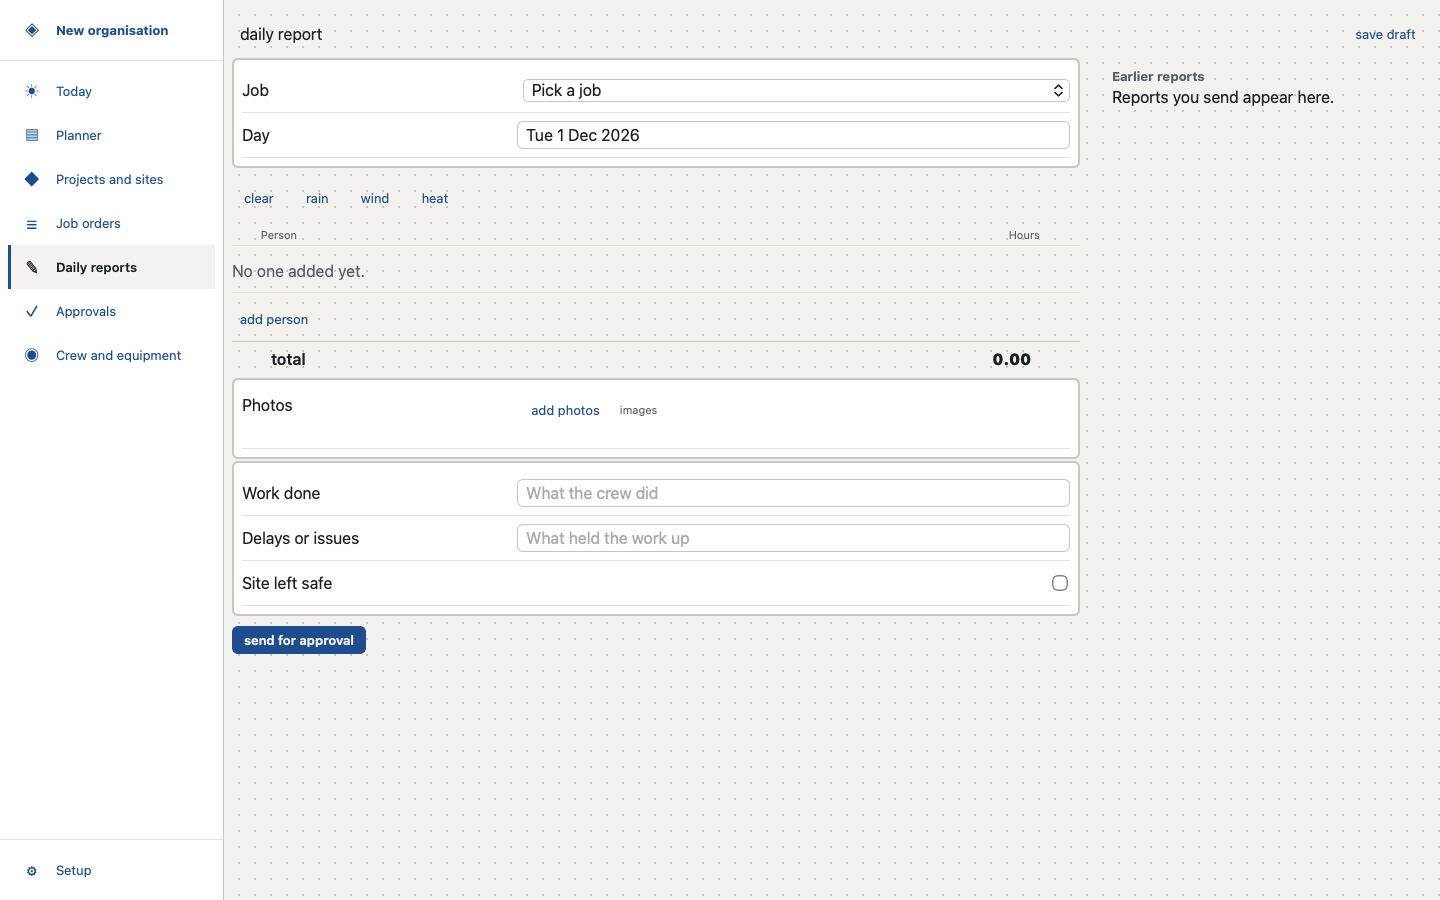 New organisation
Today
Planner
Projects and sites
Job orders
Daily reports
Approvals
Crew and equipment
Setup
daily report
save draft
Job
Pick a job
Day
Tue 1 Dec 2026
clear rain wind heat
Person Hours
No one added yet.
add person
total 0.00
Photos
add photos images
Work done
What the crew did
Delays or issues
What held the work up
Site left safe
send for approval
Earlier reports
Reports you send appear here.